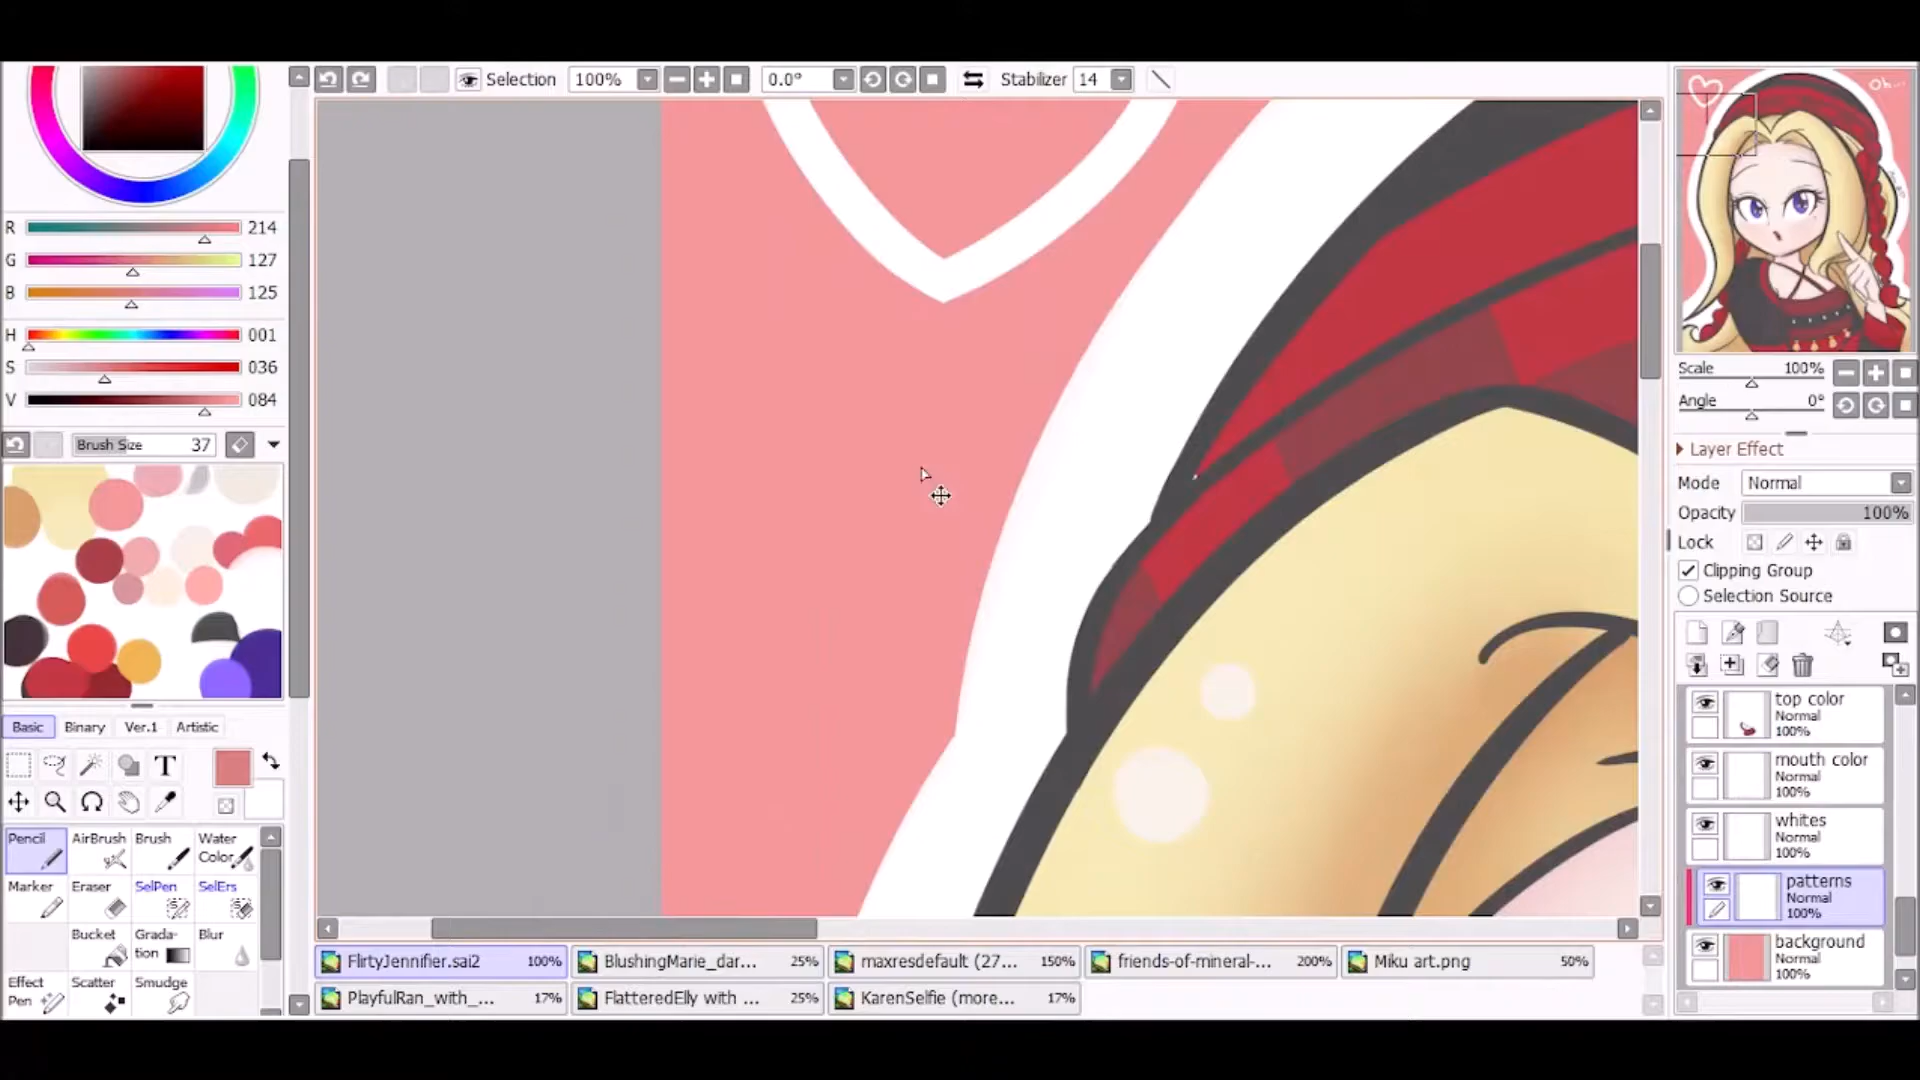 Selection 100% 0.0° Stabilizer 14
Oh
R 214
G 127
B 125
H 001
S 036
V 084
Brush Size 37
Basic Binary Ver.1 Artistic
T
Pencil AirBrush Brush Water Color
Marker Eraser SelPen SelErs
Bucket Gradation Blur
Effect Pen Scatter Smudge
FlirtyJennifer.sai2 100% BlushingMarie_dar... 25% maxresdefault (27... 150% friends-of-mineral-... 200% Miku art.png 50%
PlayfulRan_with_... 17% FlatteredElly with ... 25% KarenSelfie (more... 17%
Scale 100%
Angle 0°
Layer Effect
Mode Normal
Opacity 100%
Lock
Clipping Group
Selection Source
top color
Normal
100%
mouth color
Normal
100%
whites
Normal
100%
patterns
Normal
100%
background
Normal
100%